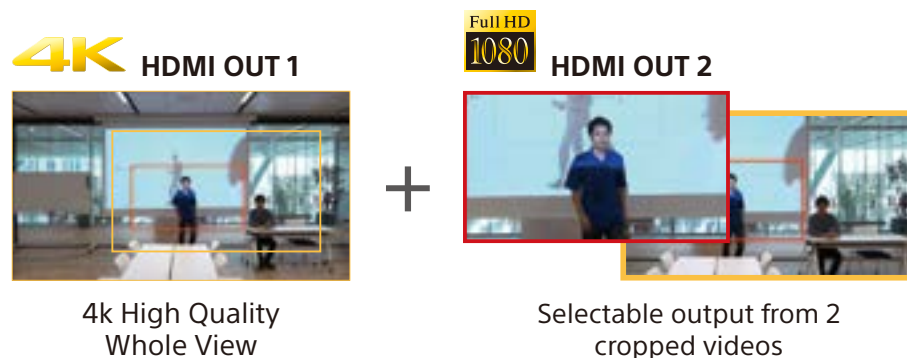 4K HDMI OUT 1
Full HD
1080 HDMI OUT 2
4k High Quality
Whole View
Selectable output from 2
cropped videos